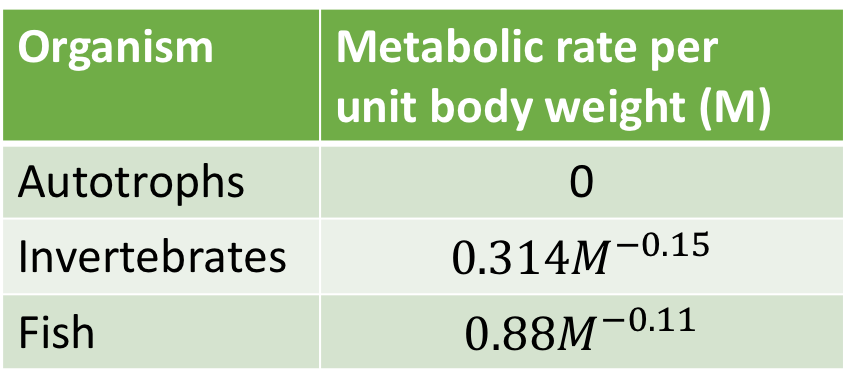 Organism
Metabolic rate per
unit body weight (M)
Autotrophs 0
Invertebrates 0.314M^{-0.15}
Fish 0.88M^{-0.11}